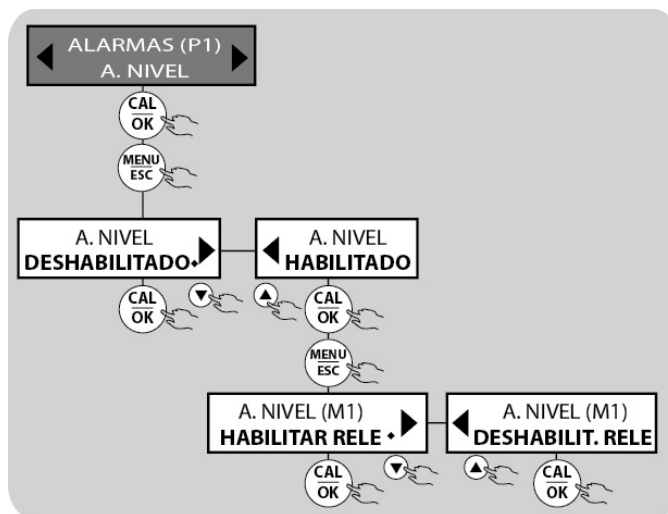 ALARMAS (P1)
A. NIVEL
CAL
OK
MENU
ESC
A. NIVEL
DESHABILITADO
A. NIVEL
HABILITADO
CAL
OK
CAL
OK
MENU
ESC
A. NIVEL (M1)
HABILITAR RELE
A. NIVEL (M1)
DESHABILIT. RELE
CAL
OK
CAL
OK